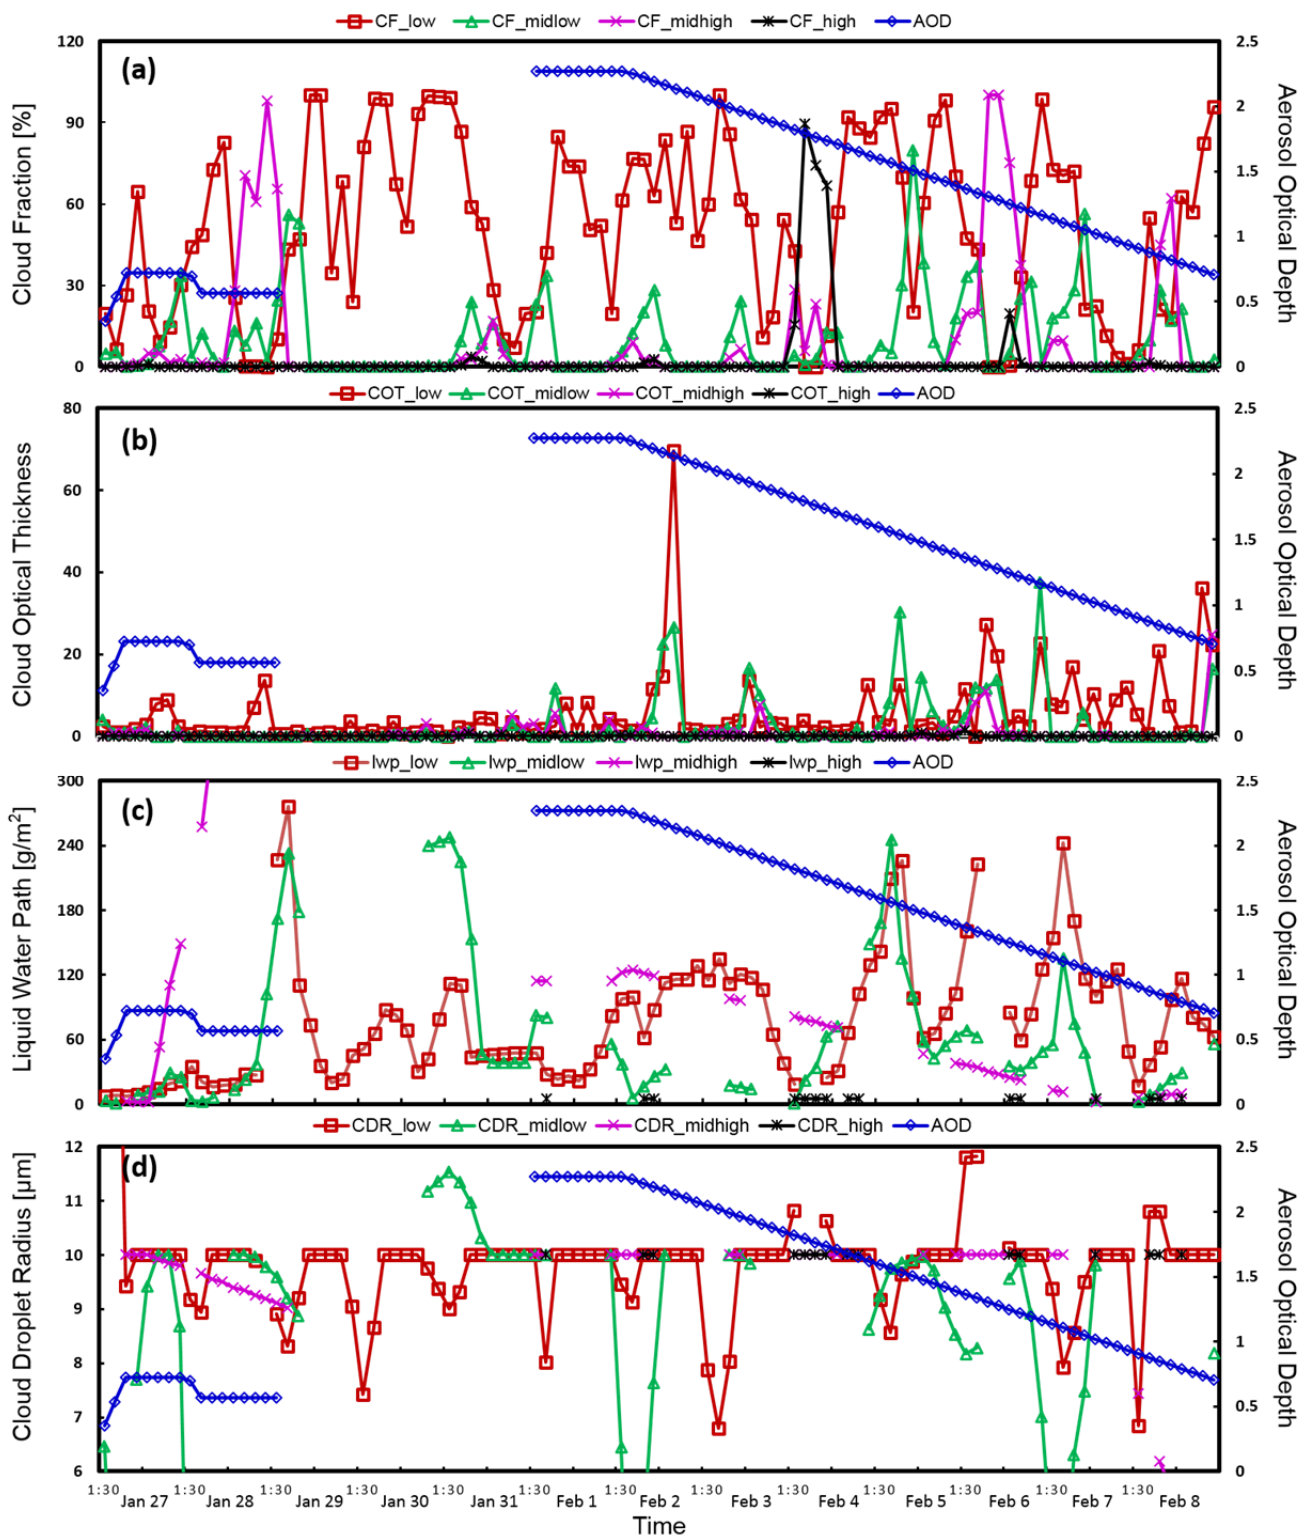 CF_low CF_midlow CF_midhigh CF_high AOD
(a)
Cloud Fraction [%]
120
90
60
30
0
2.5
2
1.5
1
0.5
0
Aerosol Optical Depth
COT_low COT_midlow COT_midhigh COT_high AOD
(b)
Cloud Optical Thickness
80
60
40
20
0
2.5
2
1.5
1
0.5
0
Aerosol Optical Depth
lwp_low lwp_midlow lwp_midhigh lwp_high AOD
(c)
Liquid Water Path [g/m²]
300
240
180
120
60
0
2.5
2
1.5
1
0.5
0
Aerosol Optical Depth
CDR_low CDR_midlow CDR_midhigh CDR_high AOD
(d)
Cloud Droplet Radius [µm]
12
11
10
9
8
7
6
2.5
2
1.5
1
0.5
0
Aerosol Optical Depth
1:30 1:30 1:30 1:30 1:30 1:30 1:30 1:30 1:30 1:30 1:30 1:30 1:30
Jan 27 Jan 28 Jan 29 Jan 30 Jan 31 Feb 1 Feb 2 Feb 3 Feb 4 Feb 5 Feb 6 Feb 7 Feb 8
Time